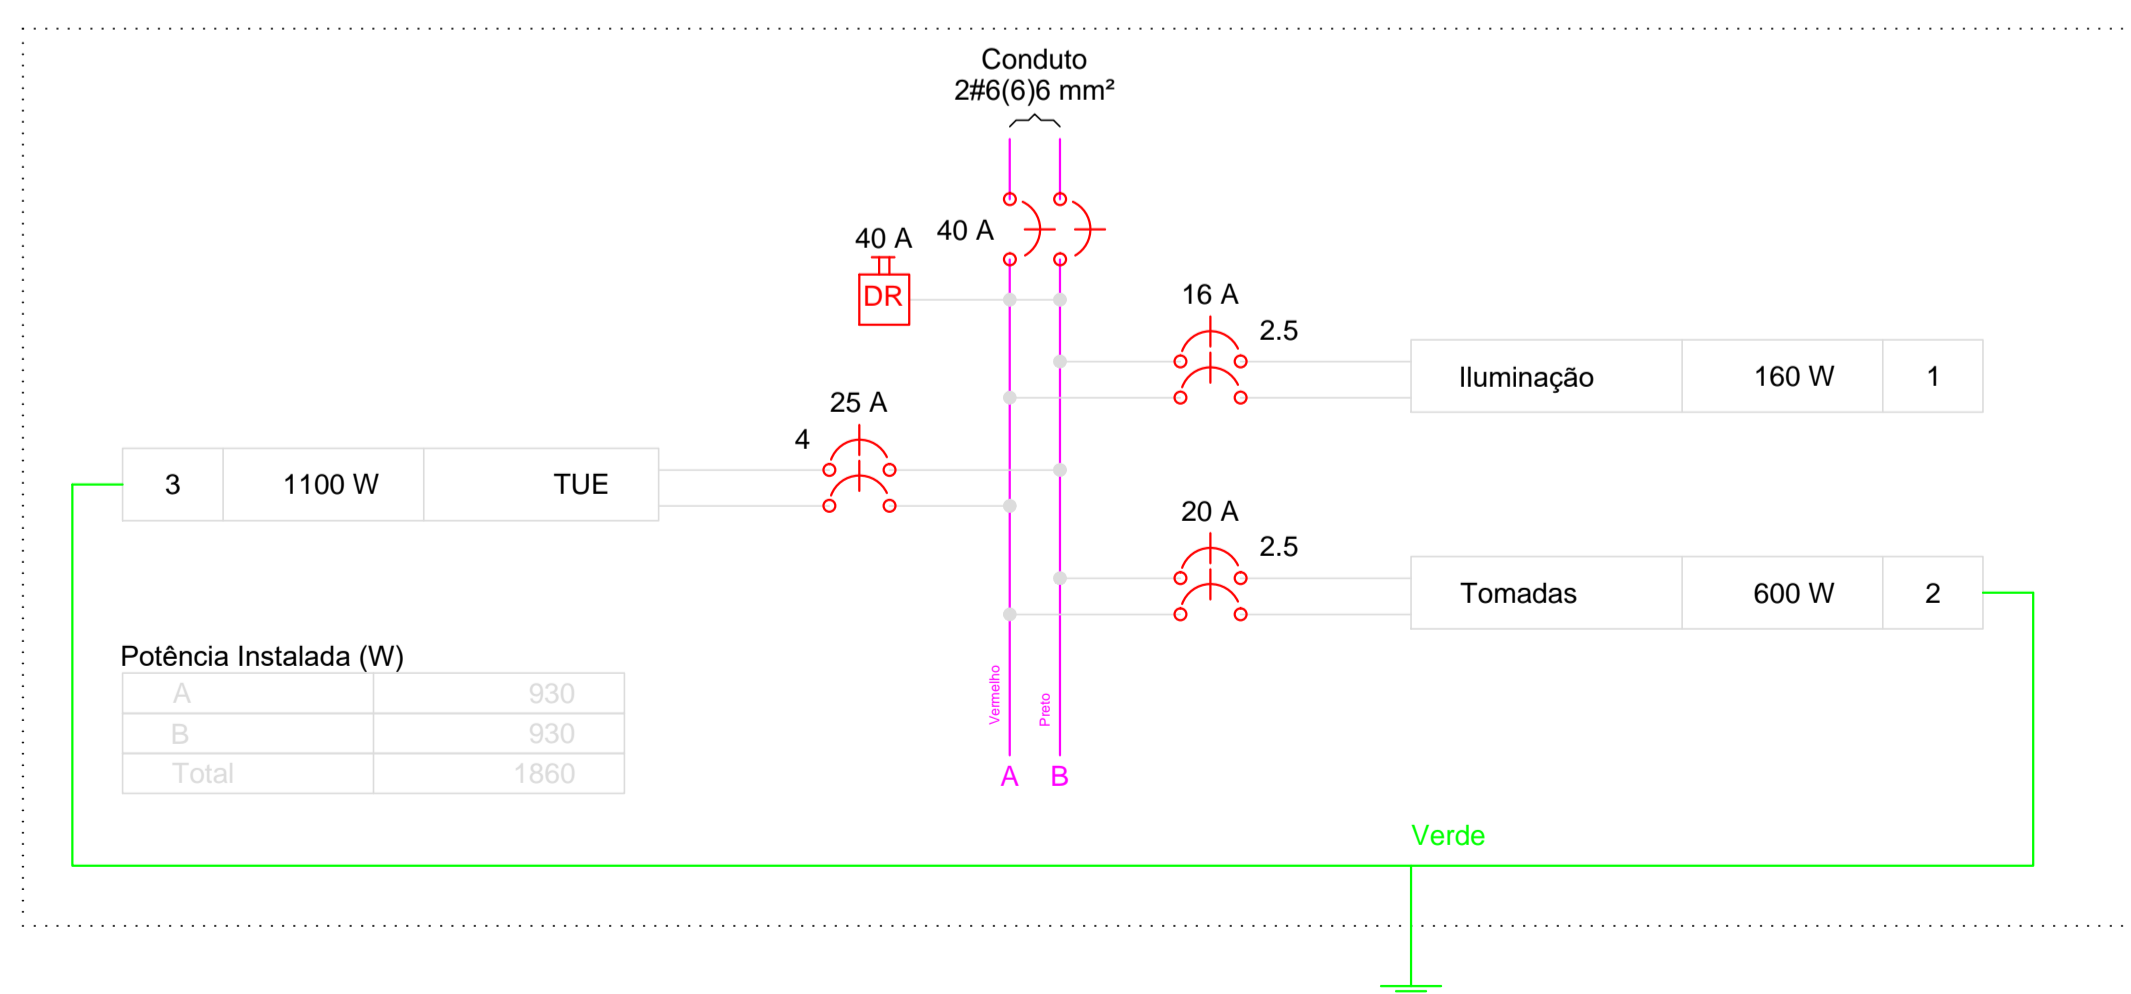 Conduto
2#6(6)6 mm²
40 A
40 A
DR
16 A
2.5
Iluminação 160 W 1
25 A
4
3 1100 W TUE
20 A
2.5
Tomadas 600 W 2
Potência Instalada (W)
A 930
B 930
Total 1860
Vermelho
Preto
A B
Verde